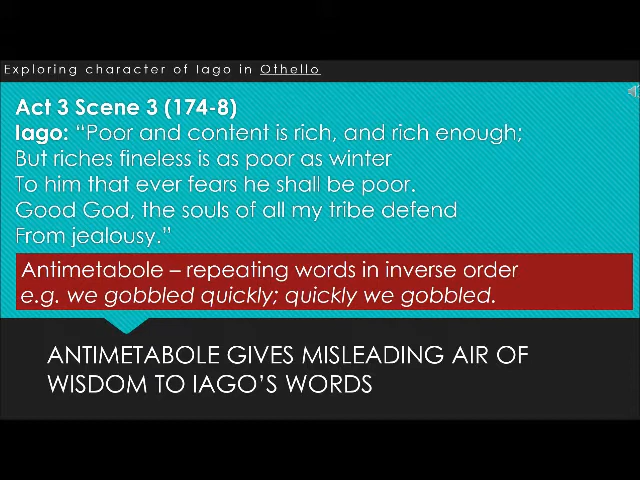 Exploring character of Iago in Othello
Act 3 Scene 3 (174-8)
Iago: “Poor and content is rich, and rich enough;
But riches fineless is as poor as winter
To him that ever fears he shall be poor.
Good God, the souls of all my tribe defend
From jealousy.”
Antimetabole – repeating words in inverse order
e.g. we gobbled quickly; quickly we gobbled.
ANTIMETABOLE GIVES MISLEADING AIR OF
WISDOM TO IAGO’S WORDS